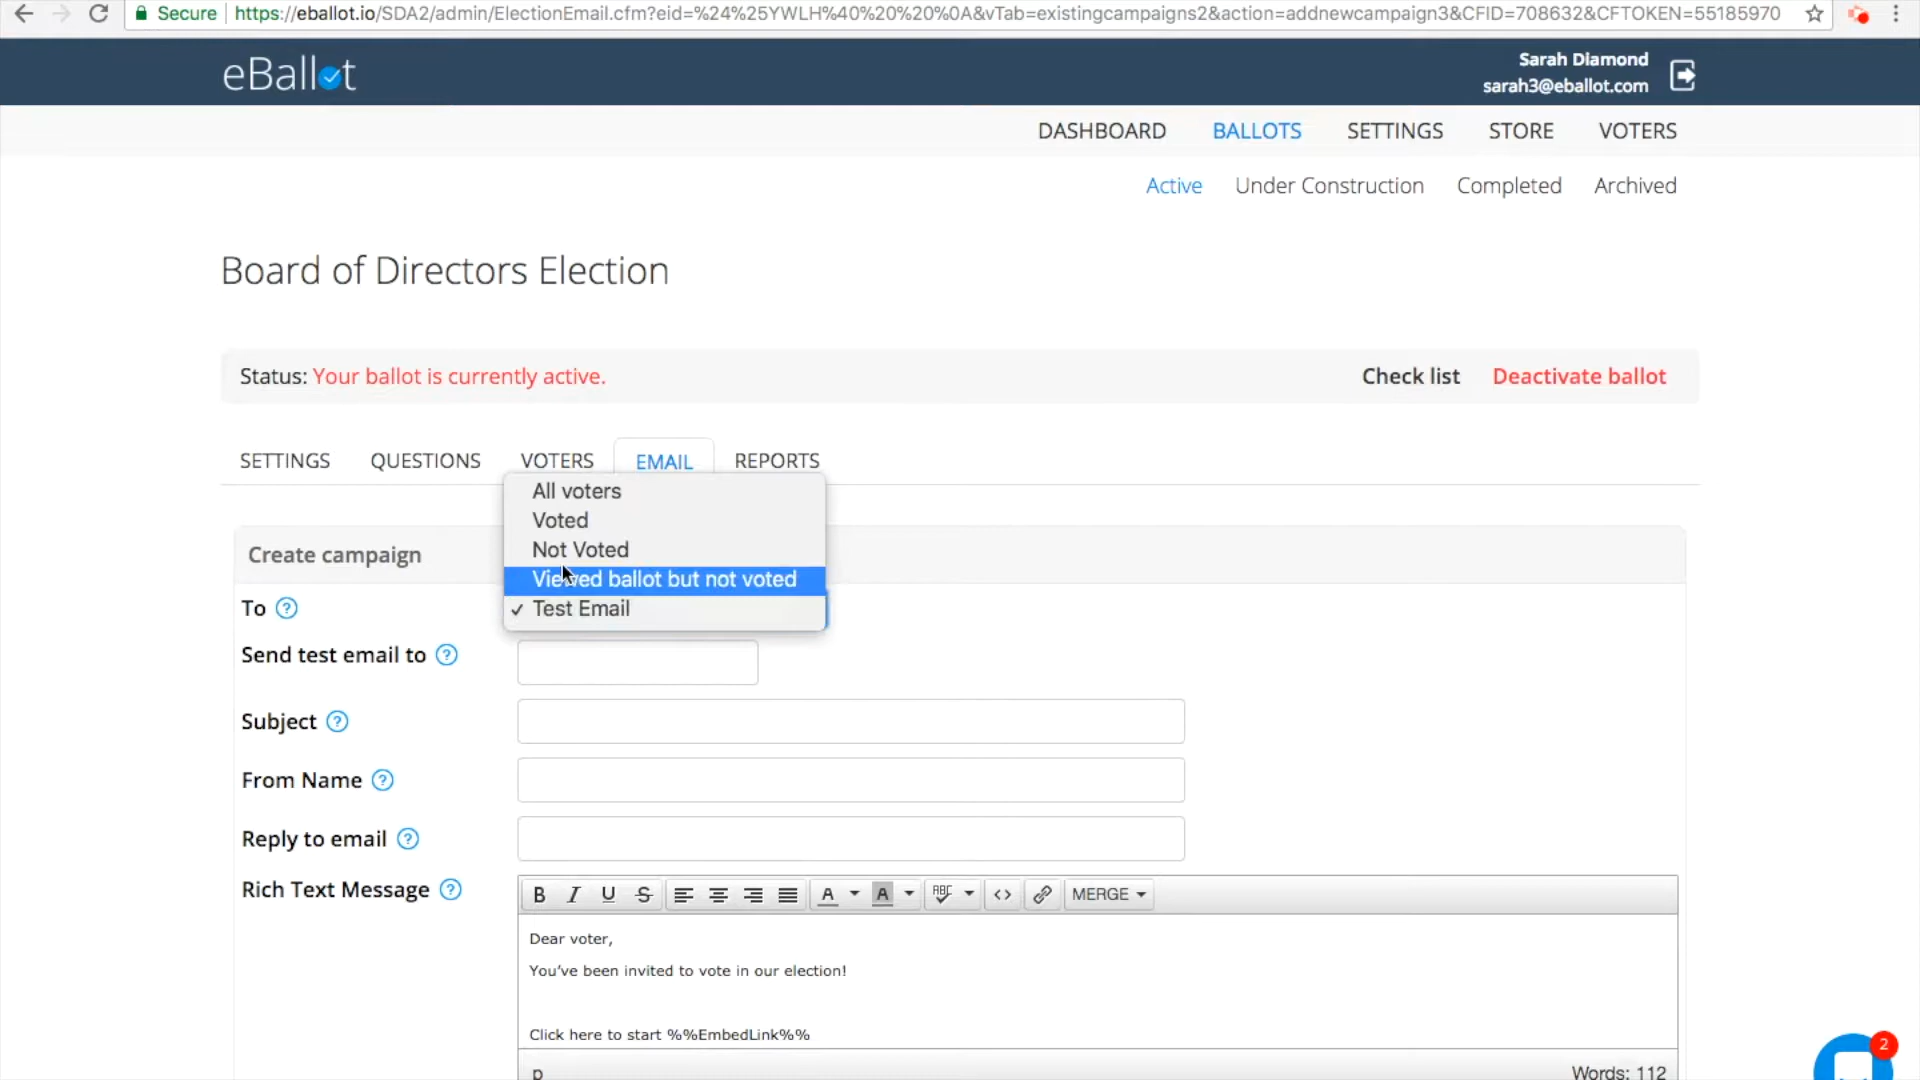 Secure https://eballot.io/SDA2/admin/ElectionEmail.cfm?eid=%24%25YWLH%40%20%20%0A&vTab=existingcampaigns2&action=addnewcampaign3&CFID=708632&CFTOKEN=55185970
eBallot
Sarah Diamond
sarah3@eballot.com
DASHBOARD BALLOTS SETTINGS STORE VOTERS
Active Under Construction Completed Archived
Board of Directors Election
Status: Your ballot is currently active.
Check list Deactivate ballot
SETTINGS QUESTIONS VOTERS EMAIL REPORTS
All voters
Voted
Not Voted
Viewed ballot but not voted
✓ Test Email
Create campaign
To ?
Send test email to ?
Subject ?
From Name ?
Reply to email ?
Rich Text Message ?
B I U S A A ABC <> MERGE
Dear voter,
You've been invited to vote in our election!
Click here to start %%EmbedLink%%
p
Words: 112
2